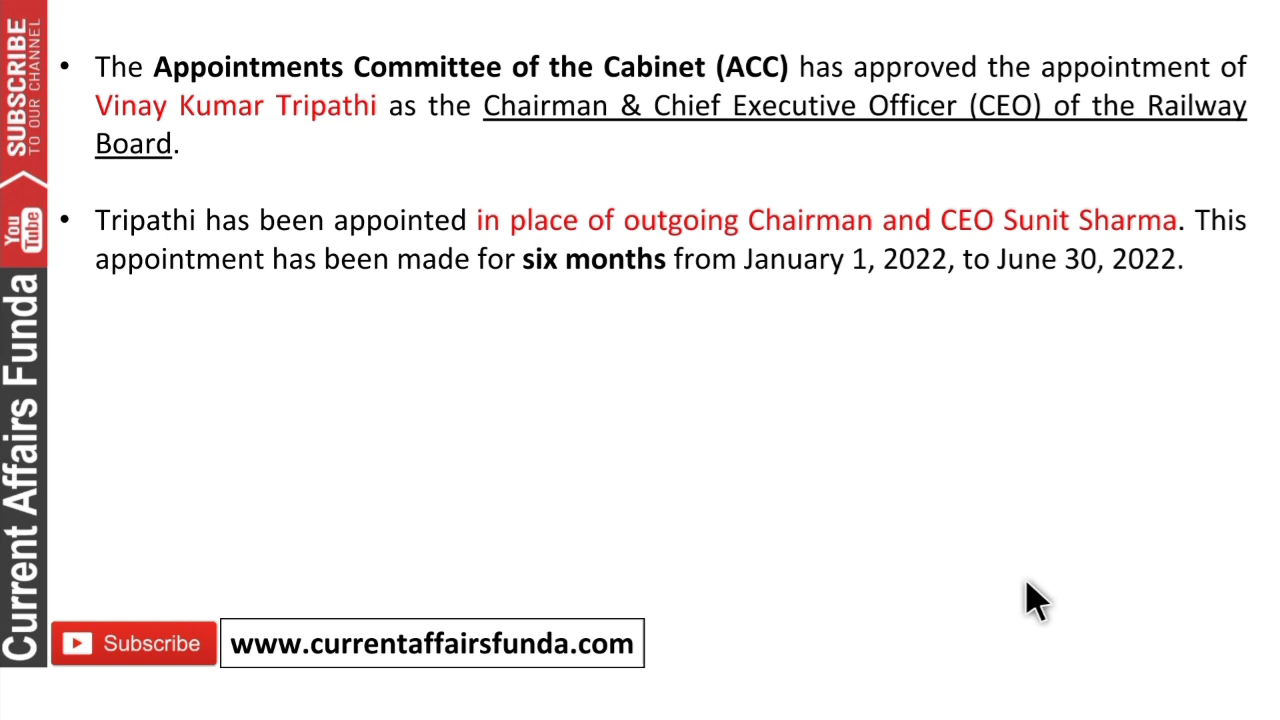 • The Appointments Committee of the Cabinet (ACC) has approved the appointment of
Vinay Kumar Tripathi as the Chairman & Chief Executive Officer (CEO) of the Railway
Board.
• Tripathi has been appointed in place of outgoing Chairman and CEO Sunit Sharma. This
appointment has been made for six months from January 1, 2022, to June 30, 2022.
SUBSCRIBE
TO OUR CHANNEL
You
Tube
Current Affairs Funda
Subscribe
www.currentaffairsfunda.com